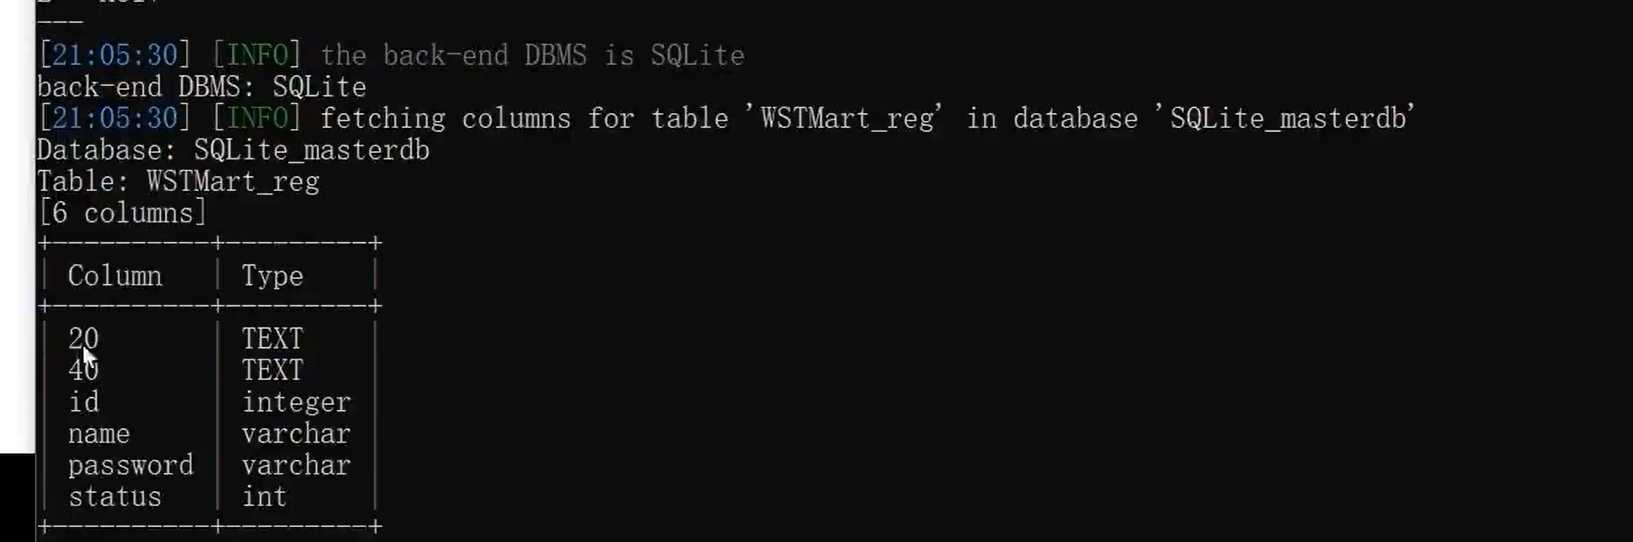 [21:05:30] [INFO] the back-end DBMS is SQLite
back-end DBMS: SQLite
[21:05:30] [INFO] fetching columns for table 'WSTMart_reg' in database 'SQLite_masterdb'
Database: SQLite_masterdb
Table: WSTMart_reg
[6 columns]
+----------+---------+
| Column | Type |
+----------+---------+
| 20 | TEXT |
| 40 | TEXT |
| id | integer |
| name | varchar |
| password | varchar |
| status | int |
+----------+---------+